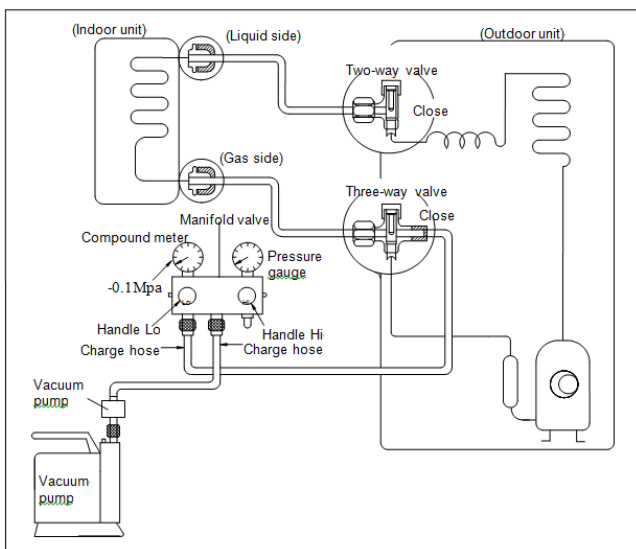 (Indoor unit)
(Liquid side)
(Outdoor unit)
Two-way valve
Close
(Gas side)
Three-way valve
Close
Manifold valve
Compound meter
Pressure
gauge
-0.1Mpa
Handle Lo
Handle Hi
Charge hose
Charge hose
Vacuum
pump
Vacuum
pump